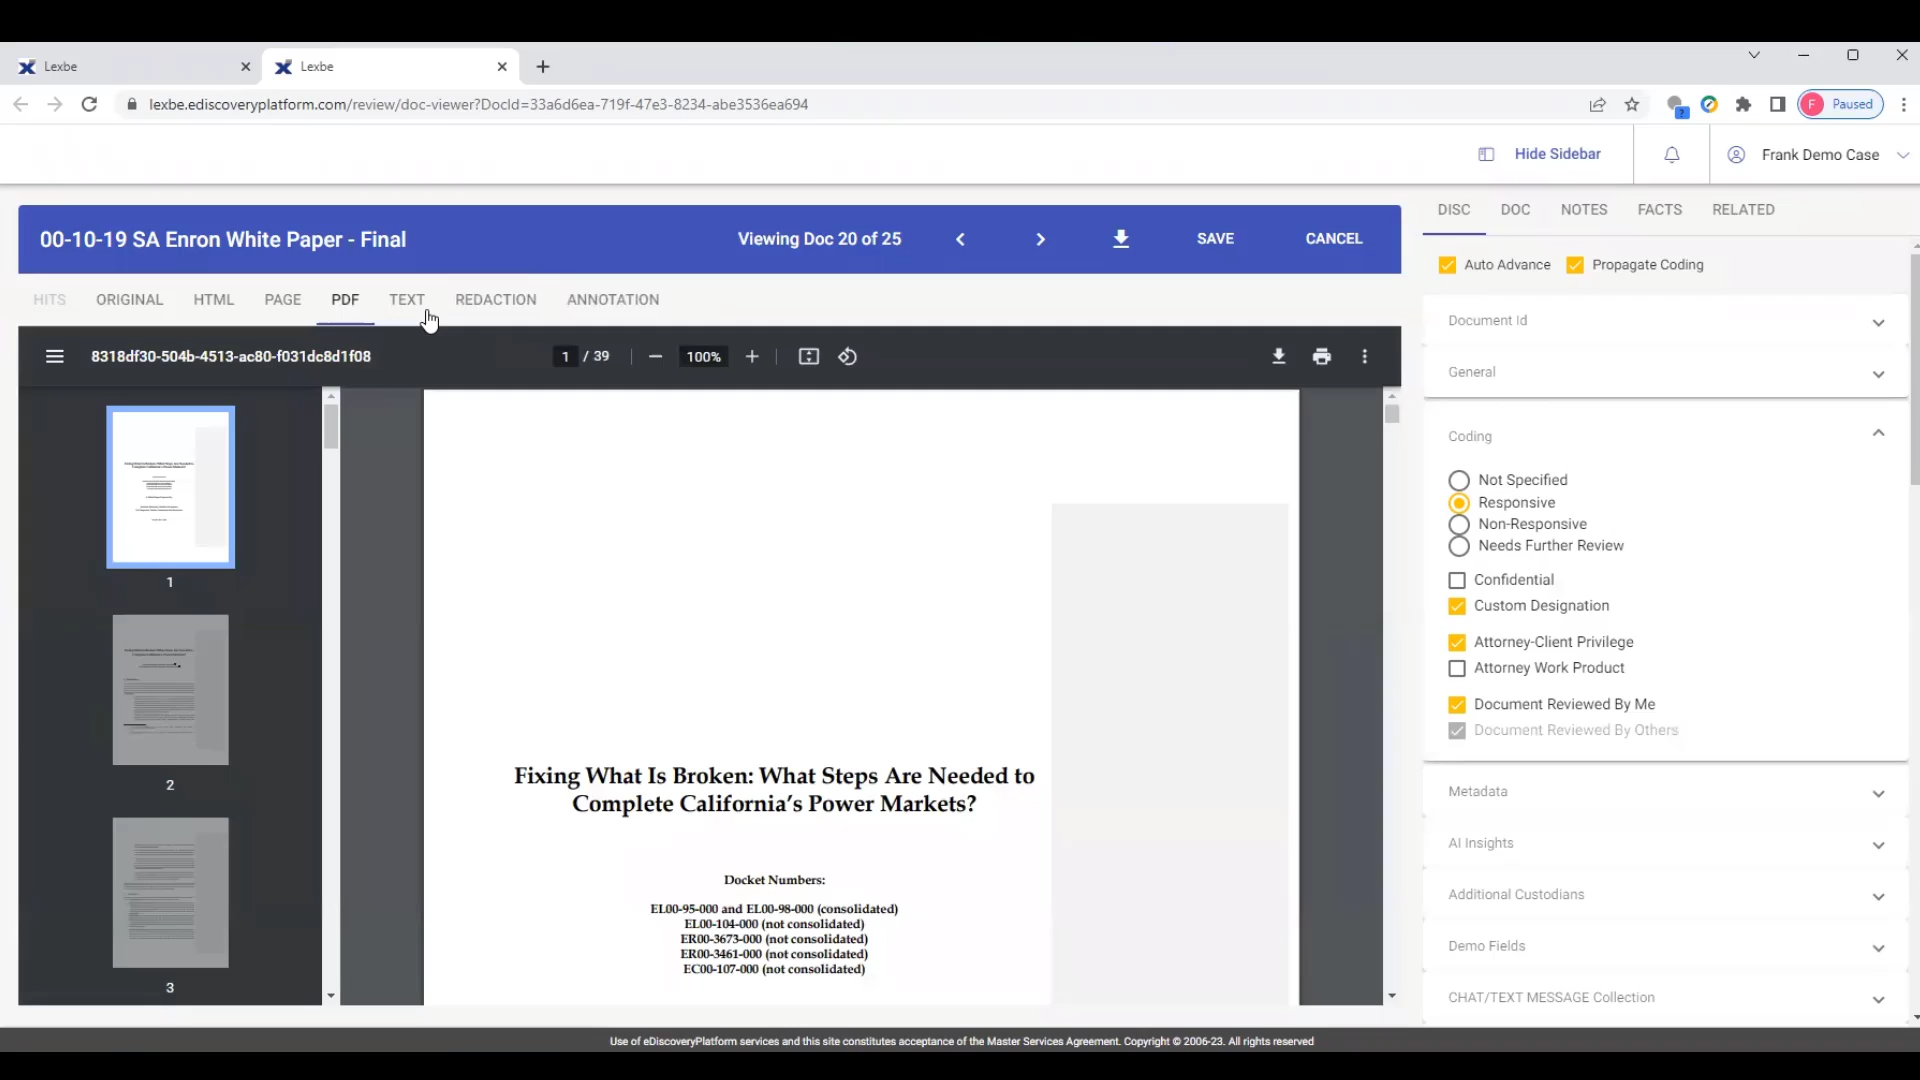 Lexbe
Lexbe
lexbe.ediscoveryplatform.com/review/doc-viewer?DocId=33a6d6ea-719f-47e3-8234-abe3536ea694
F Paused
Hide Sidebar
Frank Demo Case
00-10-19 SA Enron White Paper - Final
Viewing Doc 20 of 25
SAVE
CANCEL
HITS
ORIGINAL
HTML
PAGE
PDF
TEXT
REDACTION
ANNOTATION
8318df30-504b-4513-ac80-f031dc8d1f08
1 / 39
100%
1
2
3
Fixing What Is Broken: What Steps Are Needed to
Complete California's Power Markets?
Docket Numbers:
EL00-95-000 and EL00-98-000 (consolidated)
EL00-104-000 (not consolidated)
ER00-3673-000 (not consolidated)
ER00-3461-000 (not consolidated)
EC00-107-000 (not consolidated)
DISC
DOC
NOTES
FACTS
RELATED
Auto Advance
Propagate Coding
Document Id
General
Coding
Not Specified
Responsive
Non-Responsive
Needs Further Review
Confidential
Custom Designation
Attorney-Client Privilege
Attorney Work Product
Document Reviewed By Me
Document Reviewed By Others
Metadata
AI Insights
Additional Custodians
Demo Fields
CHAT/TEXT MESSAGE Collection
Use of eDiscoveryPlatform services and this site constitutes acceptance of the Master Services Agreement. Copyright © 2006-23. All rights reserved